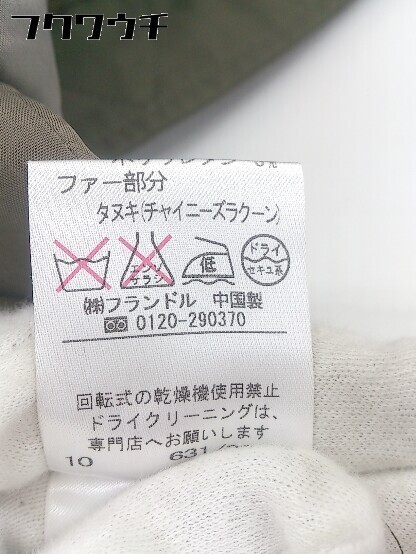 フクワウチ
ファー部分
タヌキ(チャイニーズラクーン)
エンソ
サラシ
低
ドライ
セキユ系
㈱フランドル 中国製
0120-290370
回転式の乾燥機使用禁止
ドライクリーニングは、
専門店へお願いします
10 631